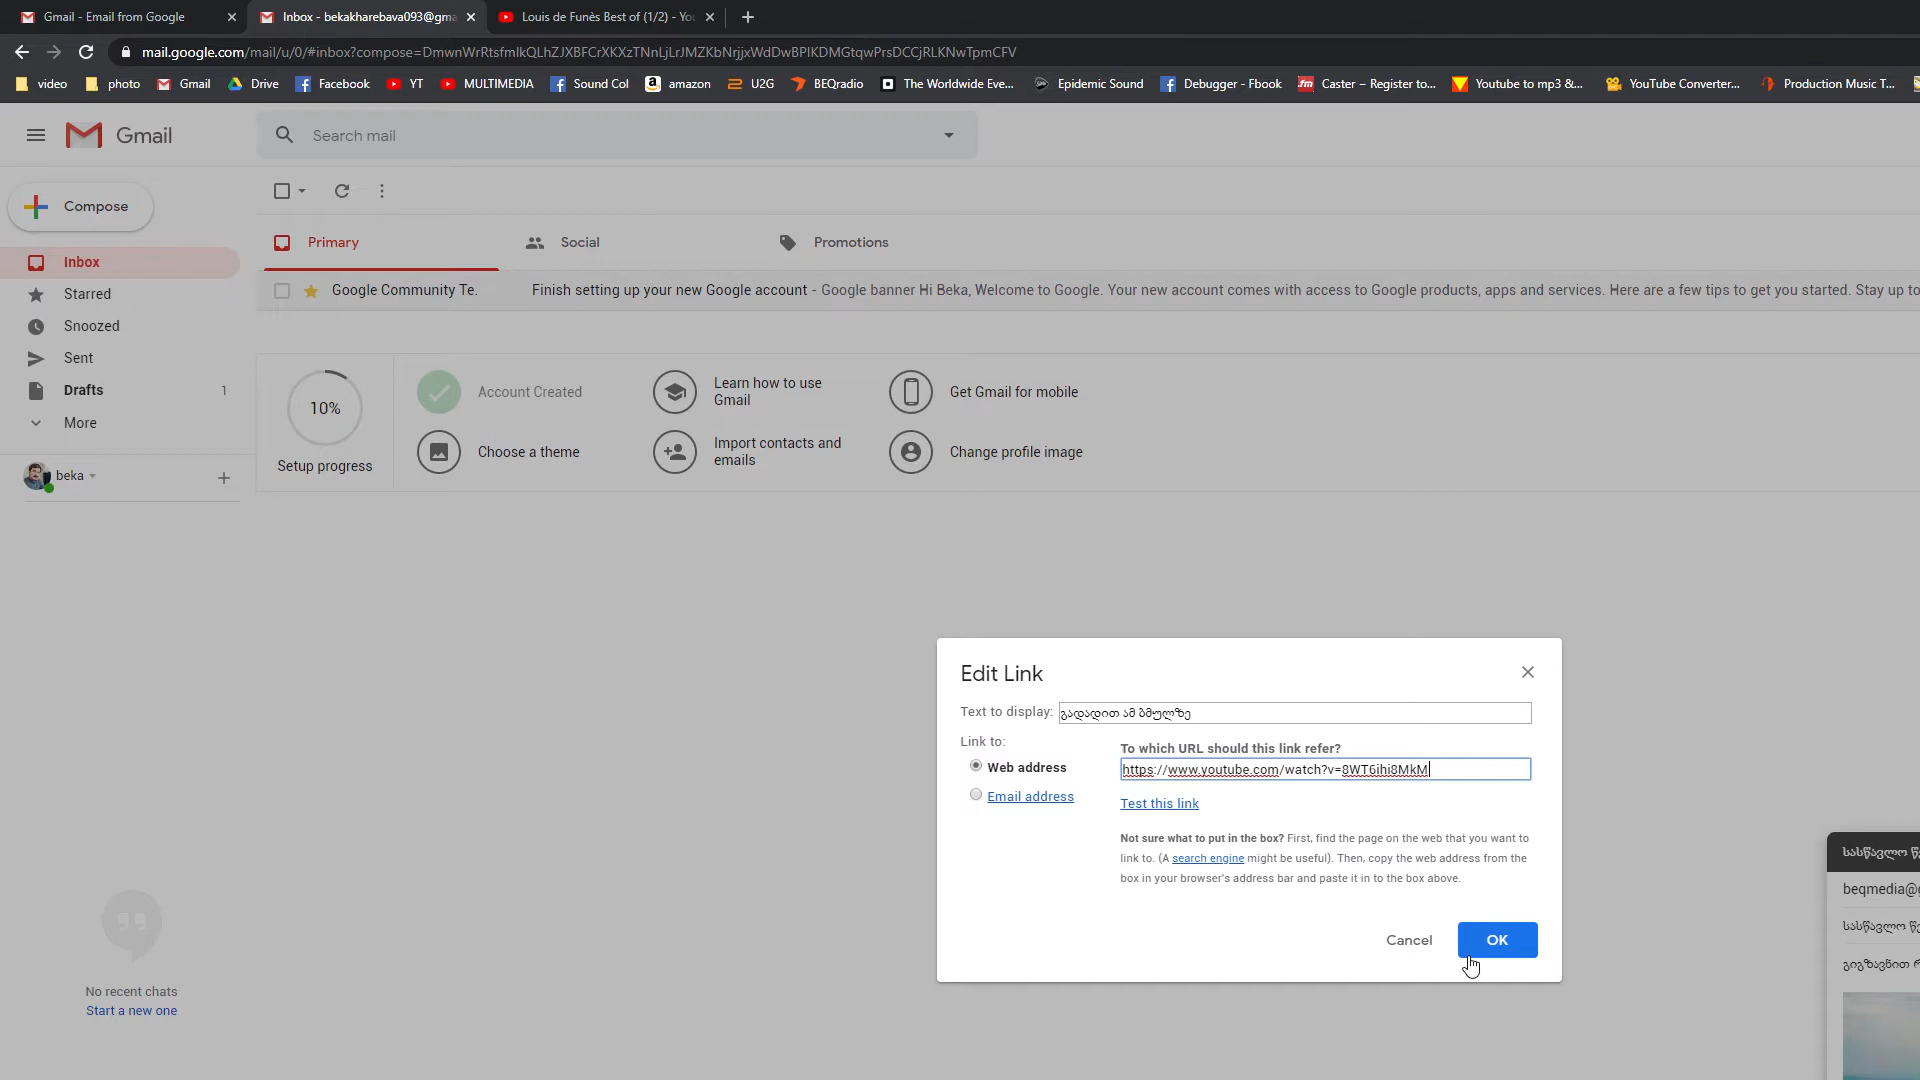 Gmail - Email from Google
Inbox - bekakharebava093@gma
Louis de Funès Best of (1/2) - You
mail.google.com/mail/u/0/#inbox?compose=DmwnWrRtsfmlkQLhZJXBFCrXKXzTNnLjLrJMZKbNrjjxWdDwBPlKDMGtqwPrsDCCjRLKNwTpmCFV
video
photo
Gmail
Drive
Facebook
YT
MULTIMEDIA
Sound Col
amazon
U2G
BEQradio
The Worldwide Eve...
Epidemic Sound
Debugger - Fbook
Caster – Register to...
Youtube to mp3 &...
YouTube Converter...
Production Music T...
Gmail
Search mail
Compose
Primary
Social
Promotions
Inbox
Google Community Te.
Finish setting up your new Google account - Google banner Hi Beka, Welcome to Google. Your new account comes with access to Google products, apps and services. Here are a few tips to get you started. Stay up to
Starred
Snoozed
Sent
Drafts 1
More
beka
10%
Setup progress
Account Created
Learn how to use
Gmail
Get Gmail for mobile
Choose a theme
Import contacts and
emails
Change profile image
Edit Link
Text to display: გადადით ამ ბმულზე
Link to:
To which URL should this link refer?
Web address
https://www.youtube.com/watch?v=8WT6ihi8MkM
Email address
Test this link
Not sure what to put in the box? First, find the page on the web that you want to
link to. (A search engine might be useful). Then, copy the web address from the
box in your browser's address bar and paste it in to the box above.
Cancel
OK
სასწავლო
beqmedia@g
სასწავლო
გიგზავნით
No recent chats
Start a new one